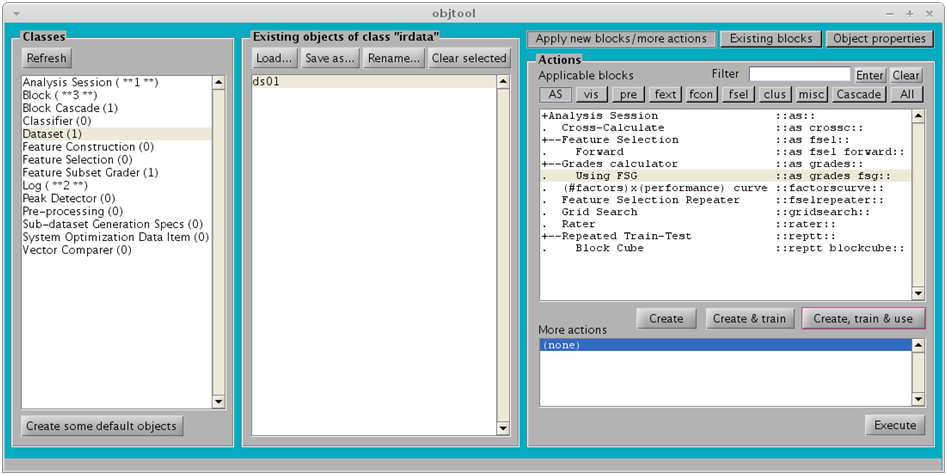 objtool
Classes
Refresh
Analysis Session ( **1 **)
Block ( **3 **)
Block Cascade (1)
Classifier (0)
Dataset (1)
Feature Construction (0)
Feature Selection (0)
Feature Subset Grader (1)
Log ( **2 **)
Peak Detector (0)
Pre-processing (0)
Sub-dataset Generation Specs (0)
System Optimization Data Item (0)
Vector Comparer (0)
Create some default objects
Existing objects of class "irdata"
Load... Save as... Rename... Clear selected
ds01
Apply new blocks/more actions Existing blocks Object properties
Actions
Applicable blocks Filter Enter Clear
AS vis pre fext fcon fsel clus misc Cascade All
+Analysis Session ::as::
. Cross-Calculate ::as crossc::
+--Feature Selection ::as fsel::
. Forward ::as fsel forward::
+--Grades calculator ::as grades::
. Using FSG ::as grades fsg::
. (#factors)x(performance) curve ::factorscurve::
. Feature Selection Repeater ::fselrepeater::
. Grid Search ::gridsearch::
. Rater ::rater::
+--Repeated Train-Test ::reptt::
. Block Cube ::reptt blockcube::
Create Create & train Create, train & use
More actions
(none)
Execute